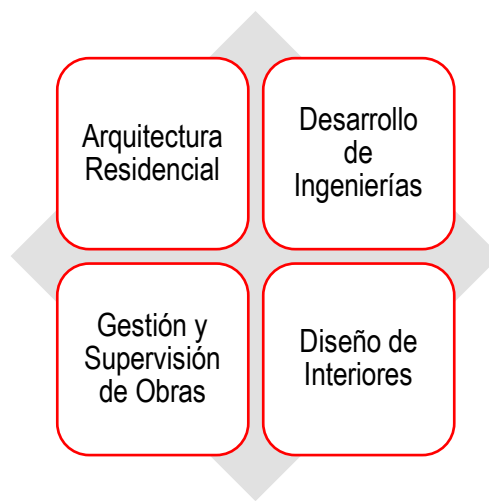 Arquitectura
Residencial
Desarrollo
de
Ingenierías
Gestión y
Supervisión
de Obras
Diseño de
Interiores